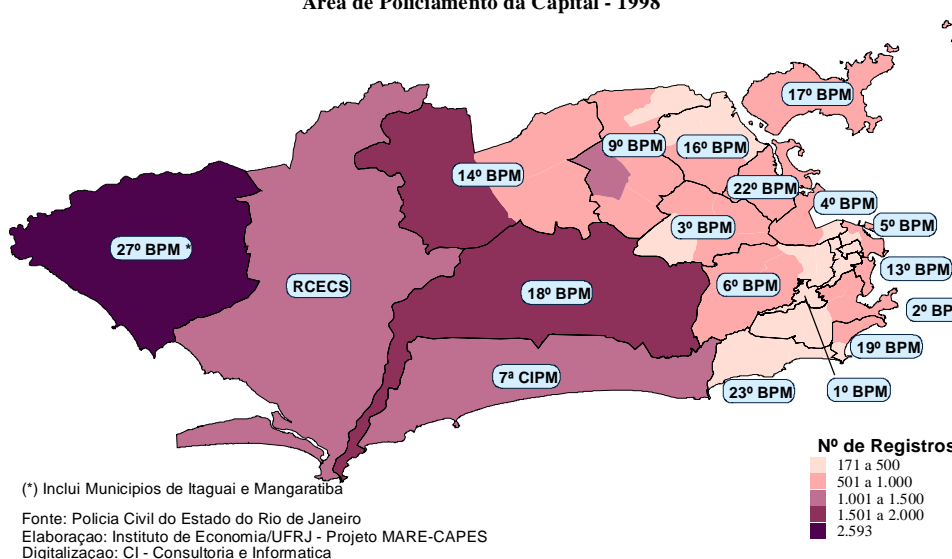 Área de Policiamento da Capital - 1998
17º BPM
9º BPM
16º BPM
14º BPM
22º BPM
4º BPM
3º BPM
5º BPM
27º BPM *
13º BPM
RCECS
18º BPM
6º BPM
2º BP
19º BPM
7ª CIPM
23º BPM
1º BPM
Nº de Registros
171 a 500
501 a 1.000
1.001 a 1.500
1.501 a 2.000
2.593
(*) Inclui Municipios de Itaguai e Mangaratiba
Fonte: Policia Civil do Estado do Rio de Janeiro
Elaboraçao: Instituto de Economia/UFRJ - Projeto MARE-CAPES
Digitalizaçao: CI - Consultoria e Informatica